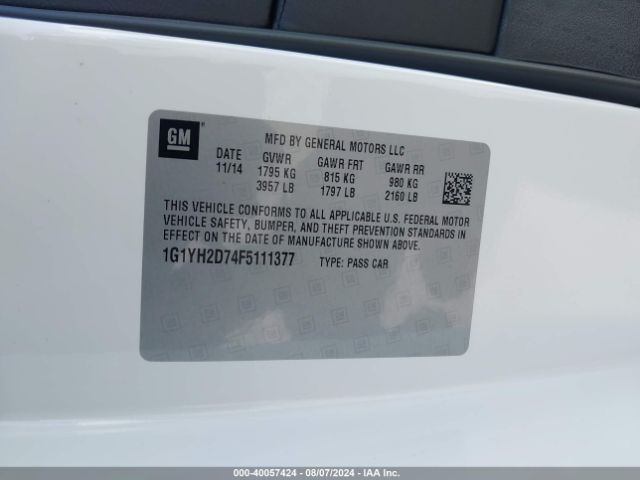 GM
MFD BY GENERAL MOTORS LLC
DATE GVWR GAWR FRT GAWR RR
11/14 1795 KG 815 KG 980 KG
3957 LB 1797 LB 2160 LB
THIS VEHICLE CONFORMS TO ALL APPLICABLE U.S. FEDERAL MOTOR
VEHICLE SAFETY, BUMPER, AND THEFT PREVENTION STANDARDS IN
EFFECT ON THE DATE OF MANUFACTURE SHOWN ABOVE.
1G1YH2D74F5111377 TYPE: PASS CAR
000-40057424 - 08/07/2024 - IAAI.COM